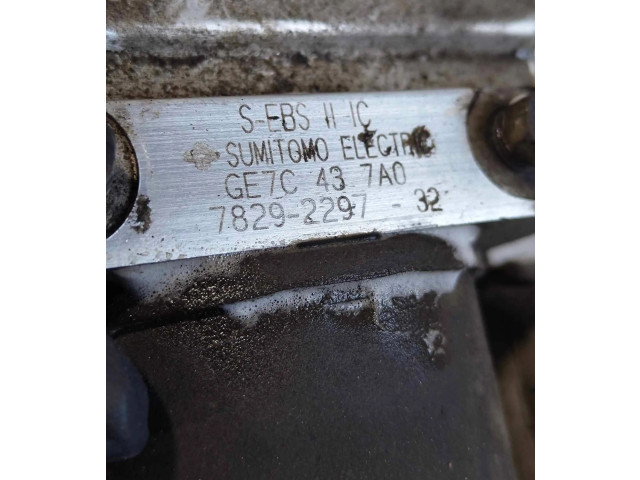 S-EBS II-IC
SUMITOMO ELECTRIC
GE7C 43 7A0
7829-2297 - 32